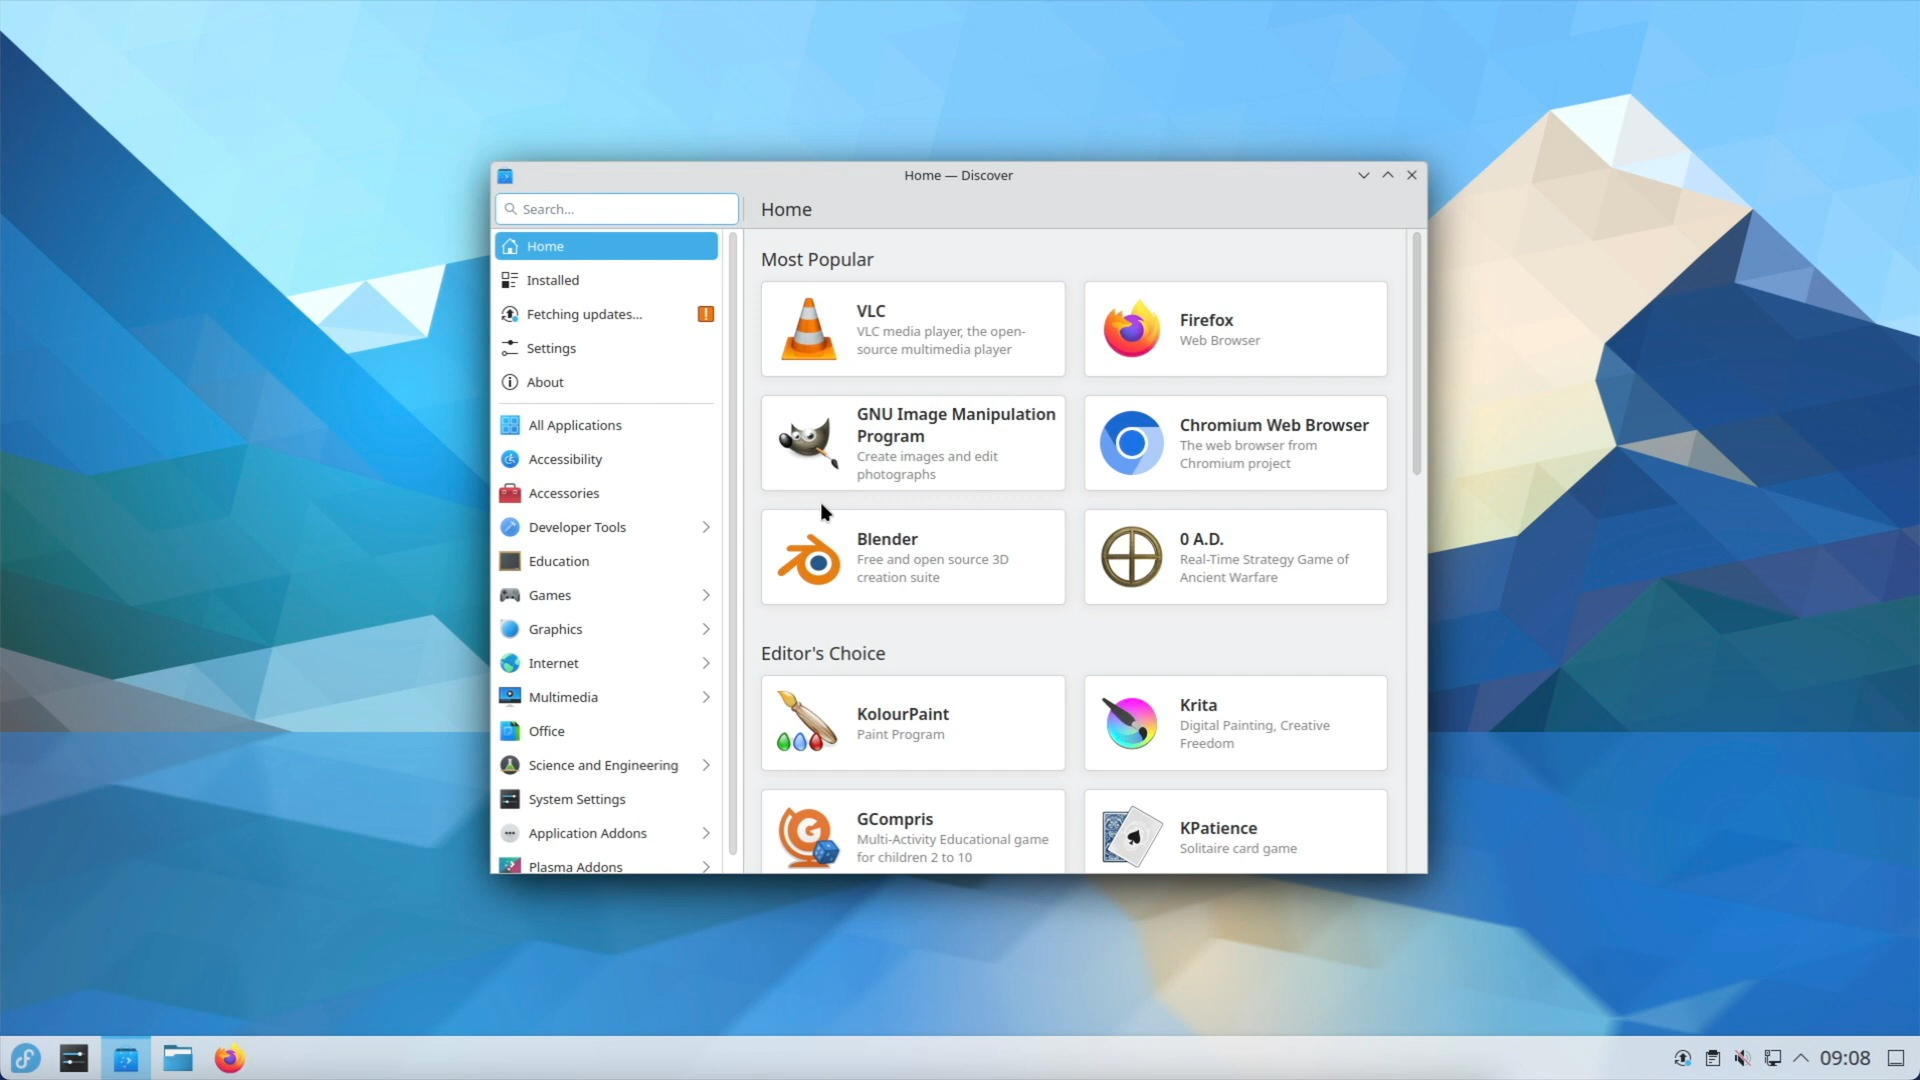 Home — Discover
Search...
Home
Home
Installed
Fetching updates...
Settings
About
All Applications
Accessibility
Accessories
Developer Tools
Education
Games
Graphics
Internet
Multimedia
Office
Science and Engineering
System Settings
Application Addons
Plasma Addons
Most Popular
VLC
VLC media player, the open-
source multimedia player
Firefox
Web Browser
GNU Image Manipulation
Program
Create images and edit
photographs
Chromium Web Browser
The web browser from
Chromium project
Blender
Free and open source 3D
creation suite
0 A.D.
Real-Time Strategy Game of
Ancient Warfare
Editor's Choice
KolourPaint
Paint Program
Krita
Digital Painting, Creative
Freedom
GCompris
Multi-Activity Educational game
for children 2 to 10
KPatience
Solitaire card game
09:08